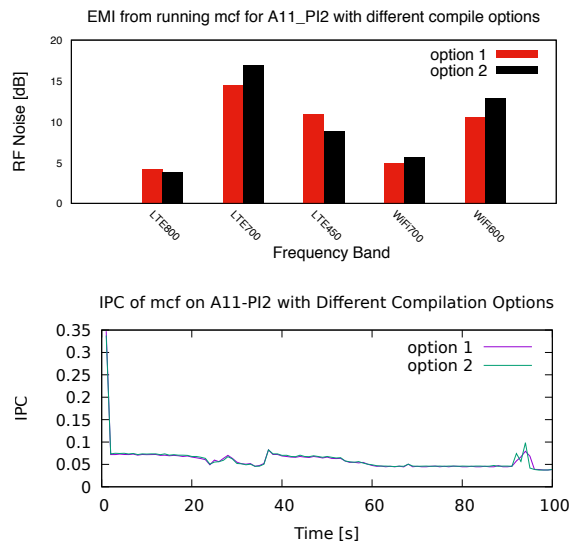 EMI from running mcf for A11_PI2 with different compile options
RF Noise [dB]
20
15
10
5
0
option 1
option 2
LTE800
LTE700
LTE450
WiFi700
WiFi600
Frequency Band
IPC of mcf on A11-PI2 with Different Compilation Options
IPC
0.35
0.3
0.25
0.2
0.15
0.1
0.05
0
option 1
option 2
0 20 40 60 80 100
Time [s]